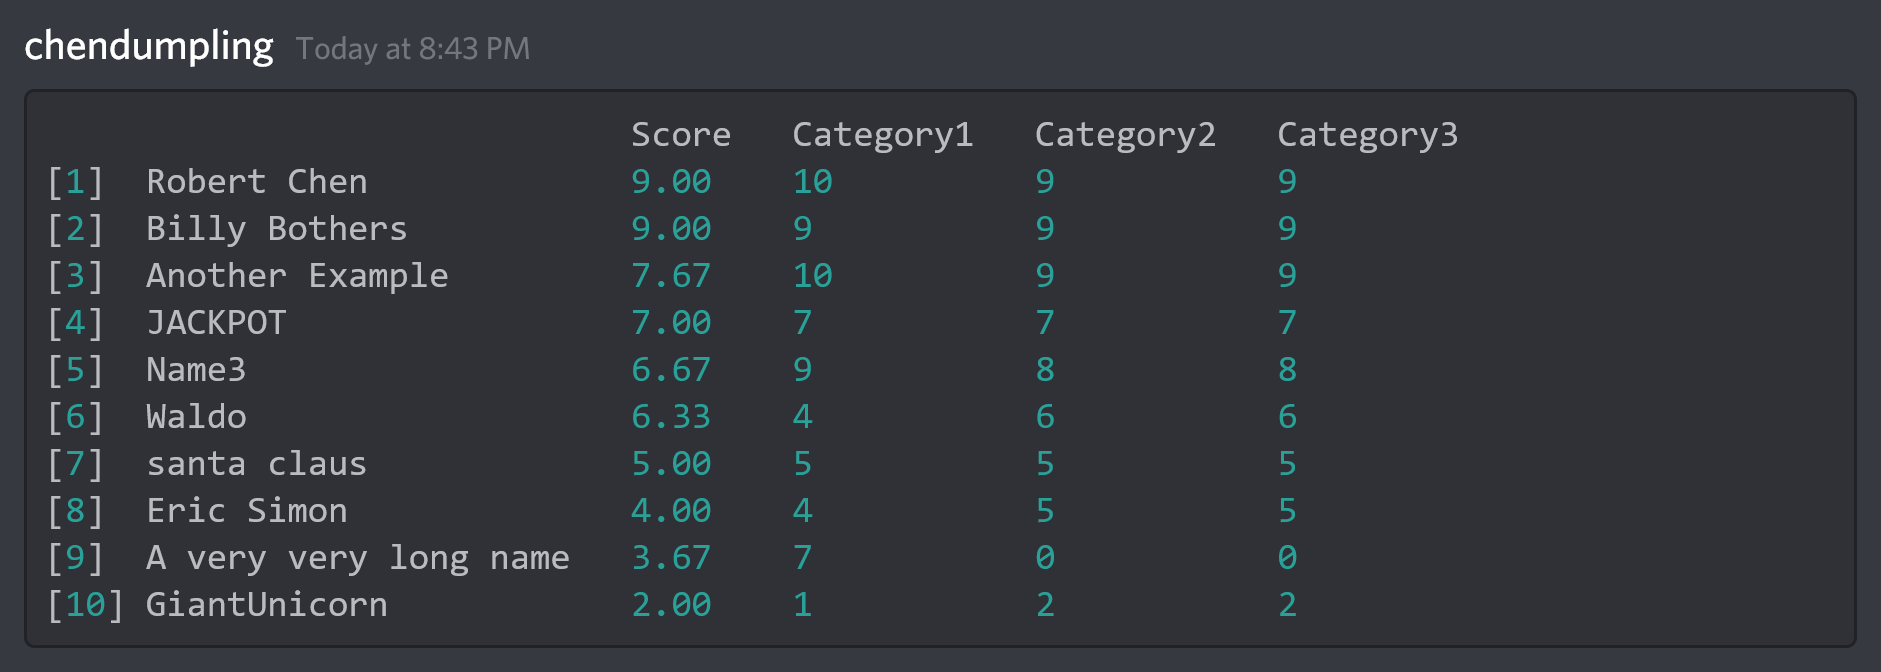 chendumpling Today at 8:43 PM
Score Category1 Category2 Category3
[1] Robert Chen 9.00 10 9 9
[2] Billy Bothers 9.00 9 9 9
[3] Another Example 7.67 10 9 9
[4] JACKPOT 7.00 7 7 7
[5] Name3 6.67 9 8 8
[6] Waldo 6.33 4 6 6
[7] santa claus 5.00 5 5 5
[8] Eric Simon 4.00 4 5 5
[9] A very very long name 3.67 7 0 0
[10] GiantUnicorn 2.00 1 2 2